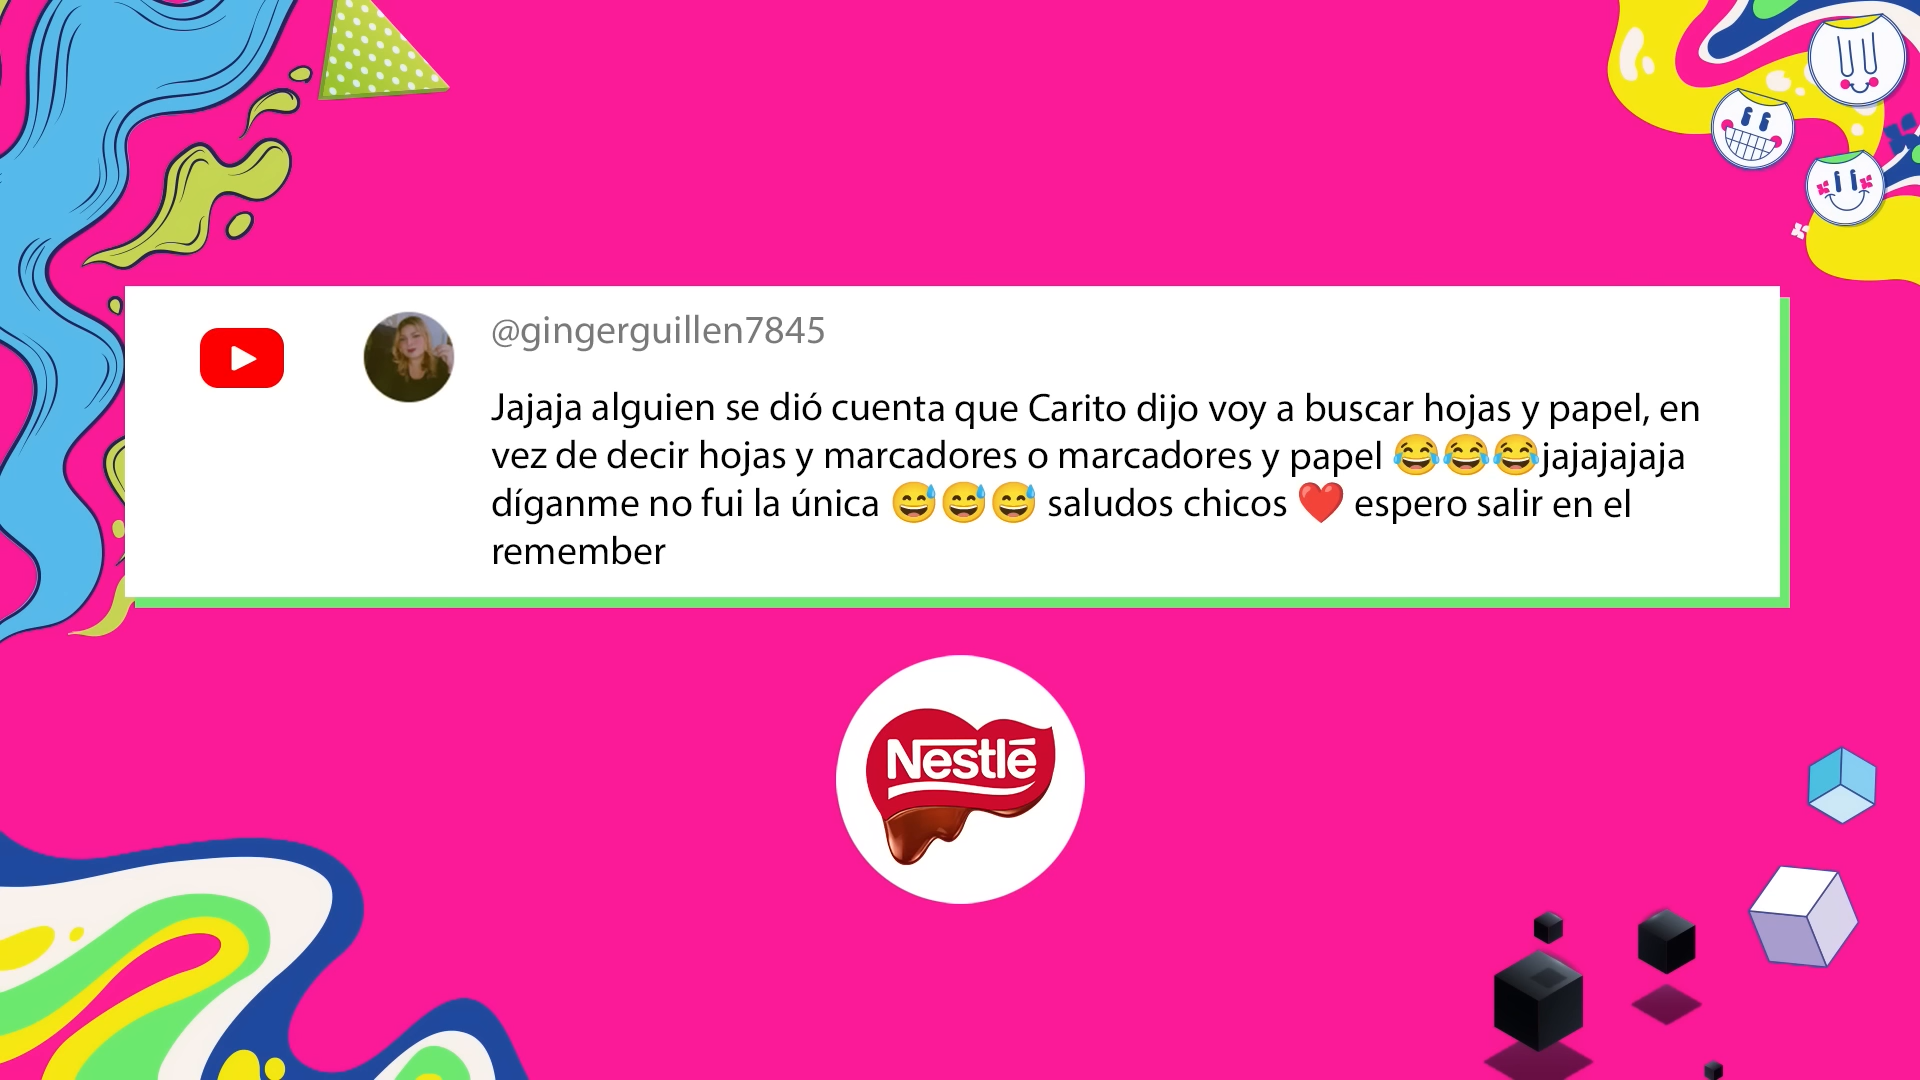 @gingerguillen7845
Jajaja alguien se dió cuenta que Carito dijo voy a buscar hojas y papel, en
vez de decir hojas y marcadores o marcadores y papel 😂😂😂jajajajaja
díganme no fui la única 😅😅😅 saludos chicos ❤️ espero salir en el
remember
Nestlé